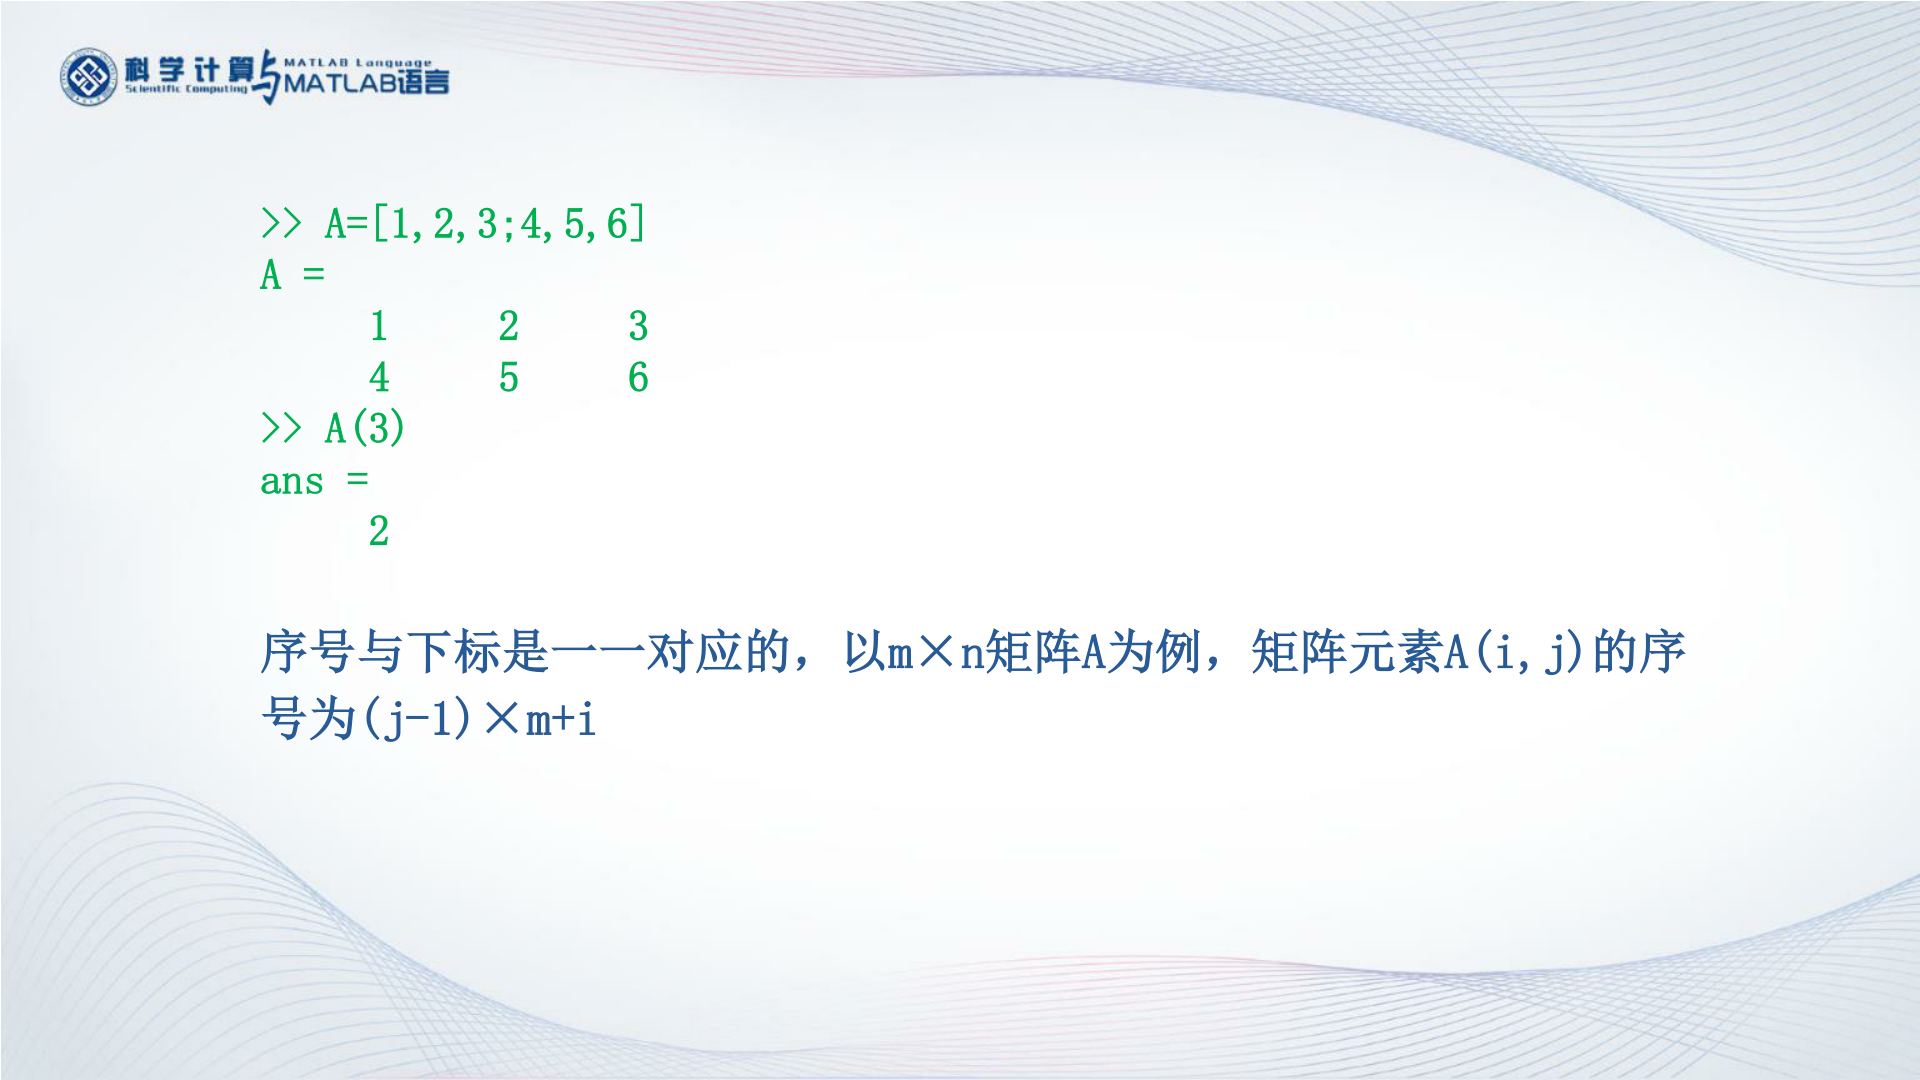 科学计算与MATLAB语言
Scientific Computing
MATLAB Language
>> A=[1,2,3;4,5,6]
A =
1 2 3
4 5 6
>> A(3)
ans =
2
序号与下标是一一对应的，以m×n矩阵A为例，矩阵元素A(i,j)的序
号为(j-1)×m+i